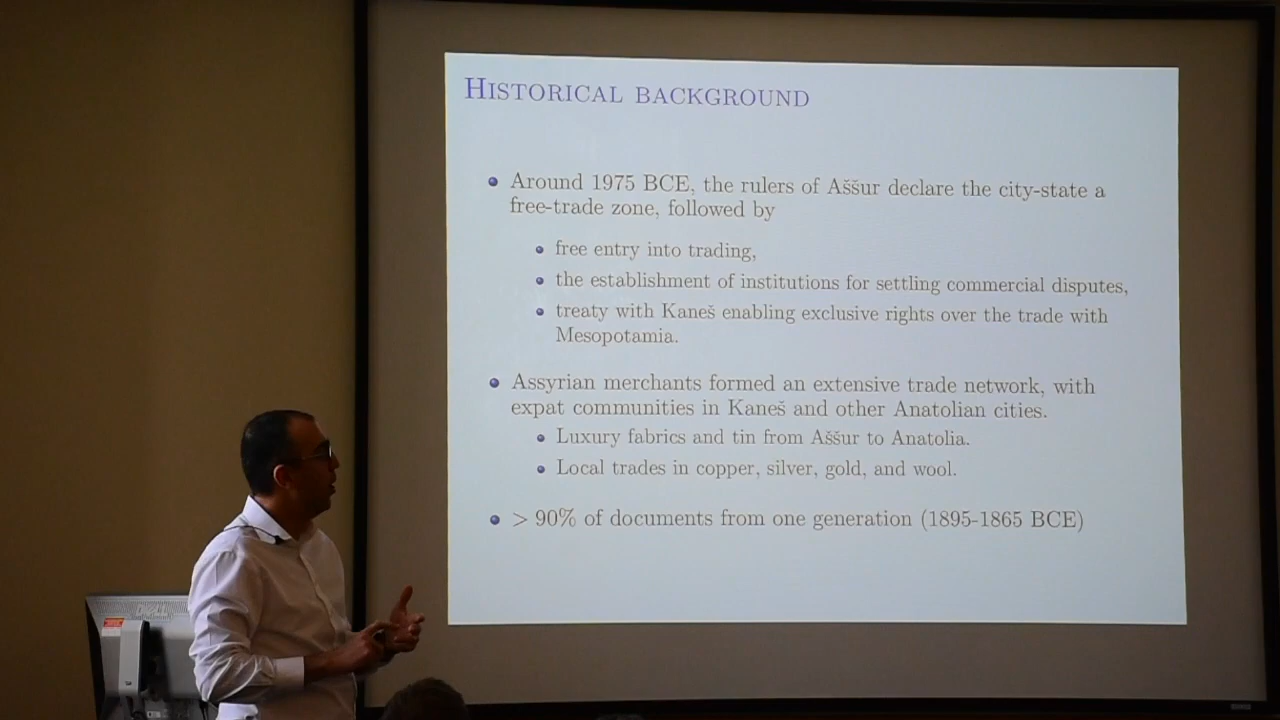 Historical background
Around 1975 BCE, the rulers of Aššur declare the city-state a
free-trade zone, followed by
free entry into trading,
the establishment of institutions for settling commercial disputes,
treaty with Kaneš enabling exclusive rights over the trade with
Mesopotamia.
Assyrian merchants formed an extensive trade network, with
expat communities in Kaneš and other Anatolian cities.
Luxury fabrics and tin from Aššur to Anatolia.
Local trades in copper, silver, gold, and wool.
> 90% of documents from one generation (1895-1865 BCE)